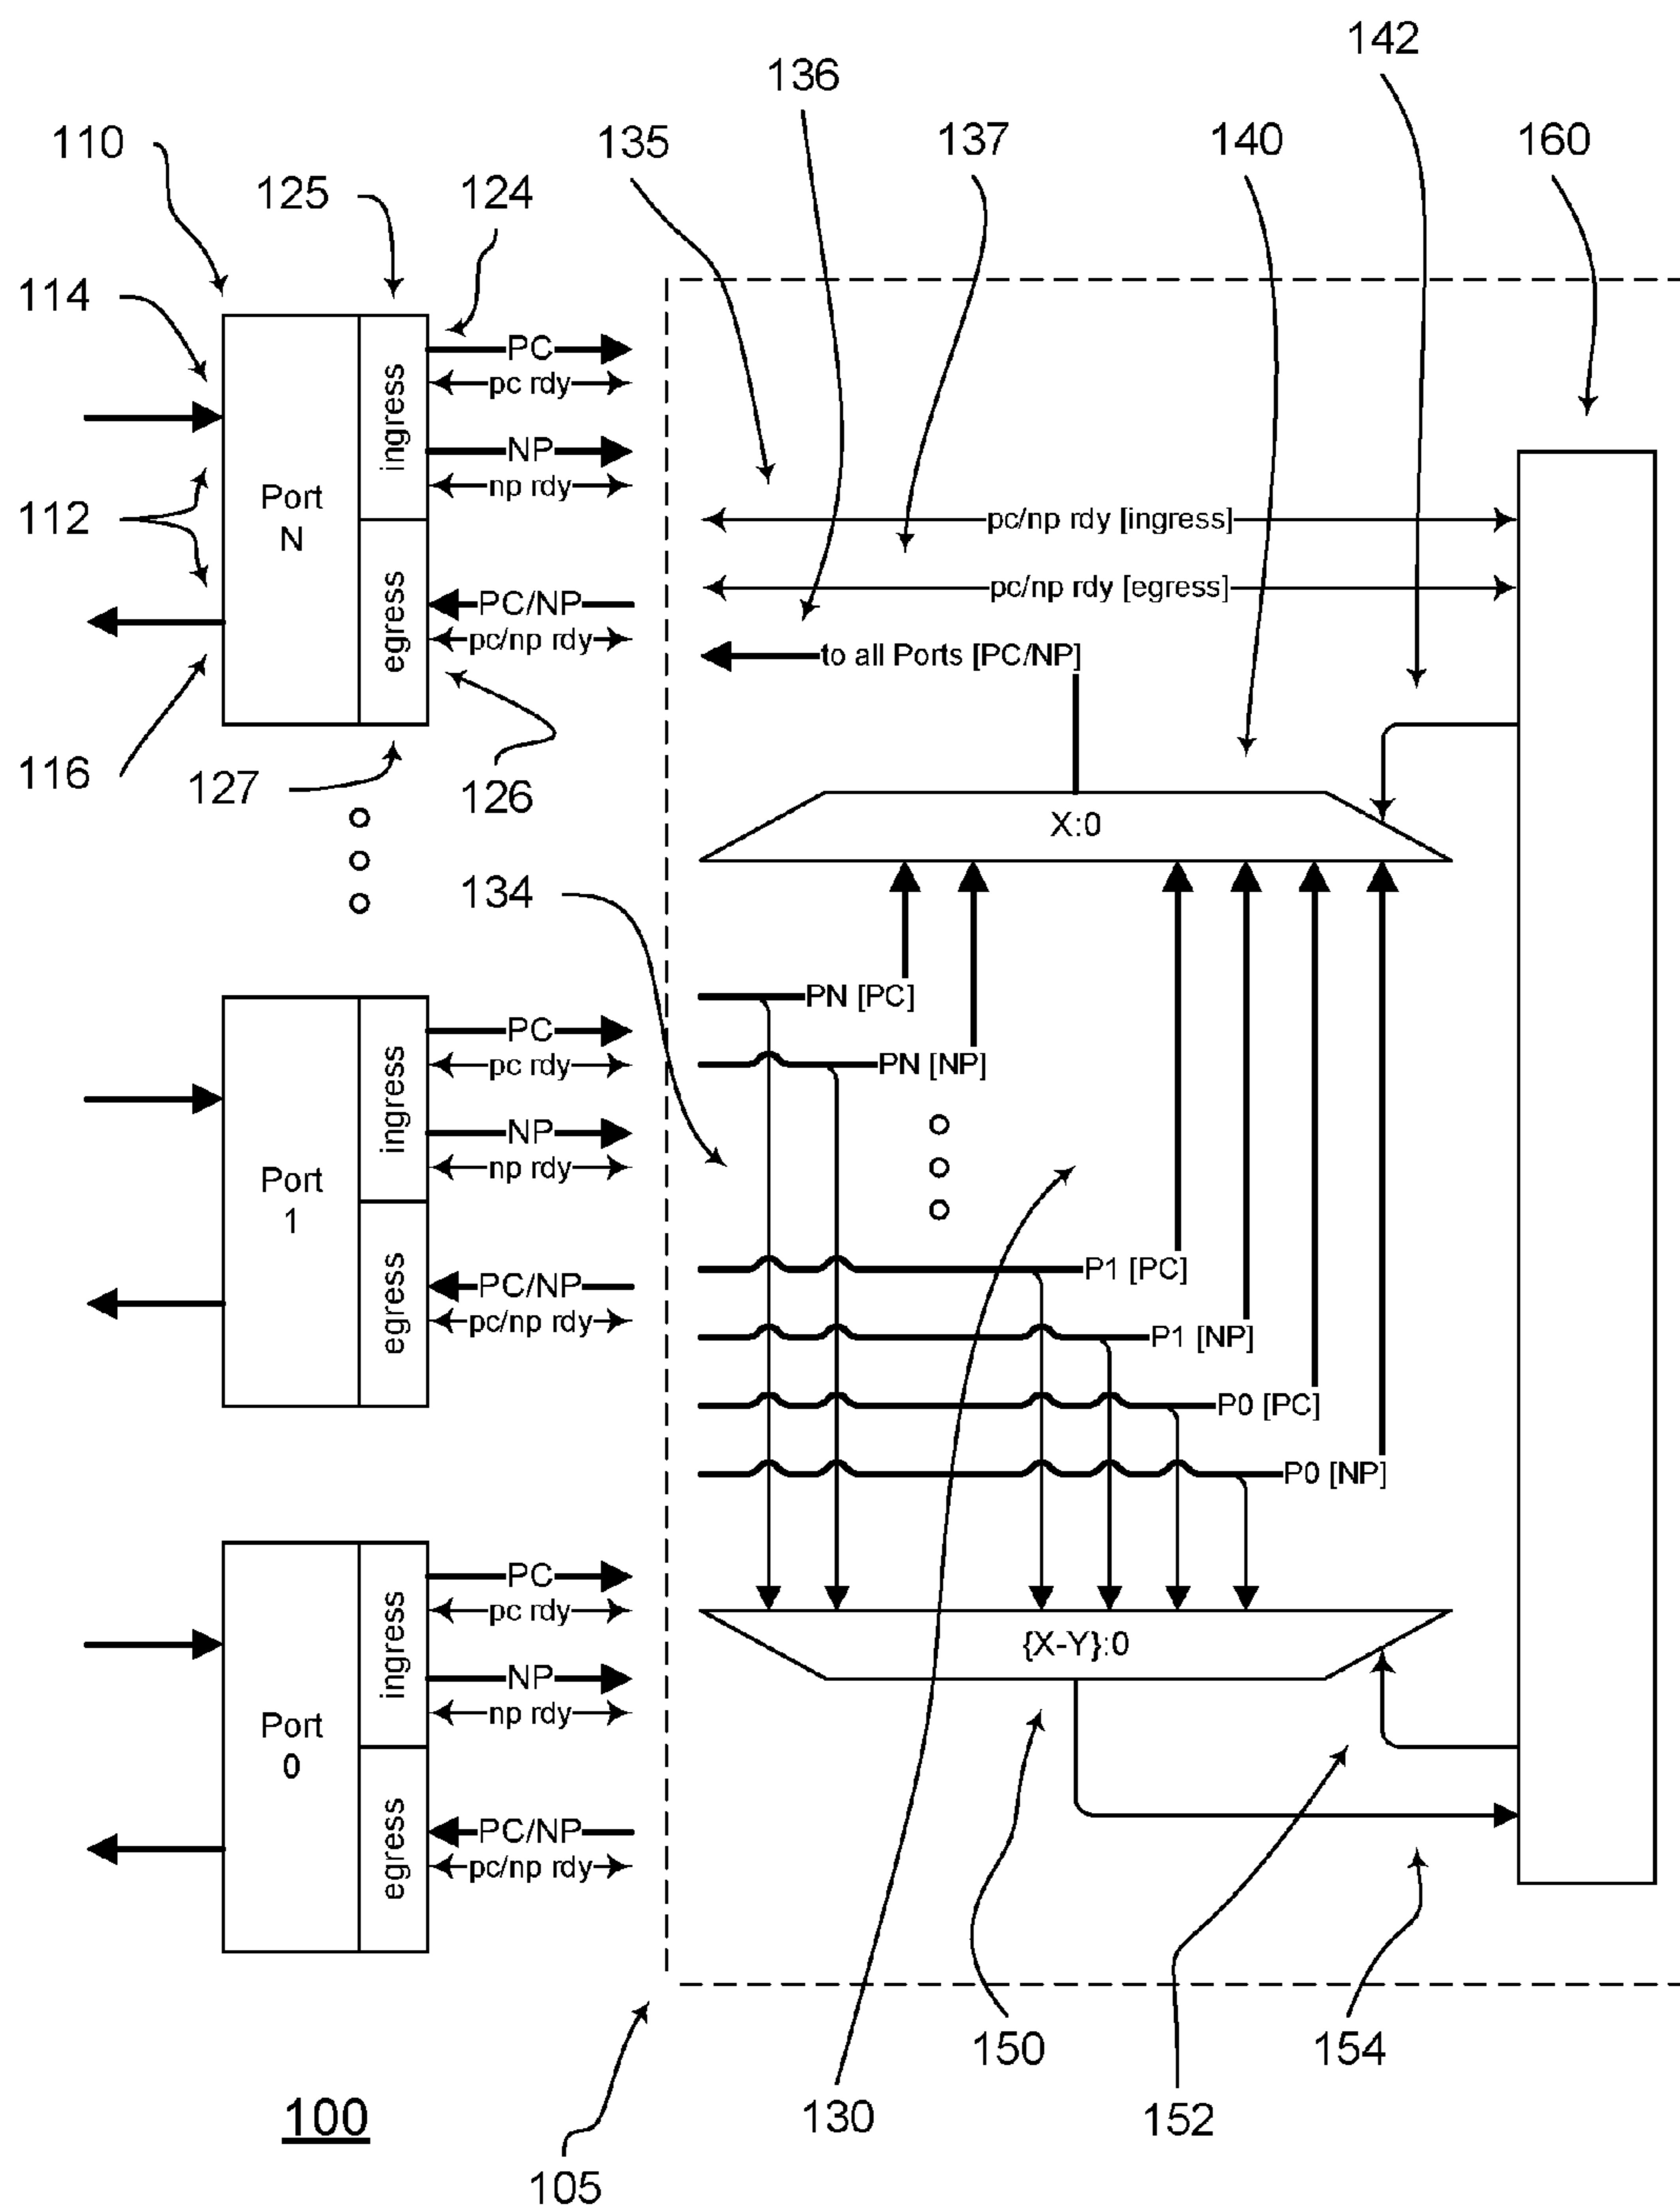 142
136
110
135
137
140
160
125
124
114
PC
pc rdy
ingress
NP
np rdy
Port
N
112
pc/np rdy [ingress]
pc/np rdy [egress]
PC/NP
pc/np rdy
egress
to all Ports [PC/NP]
116
127
126
X:0
134
PN [PC]
PN [NP]
PC
pc rdy
ingress
NP
np rdy
Port
1
PC/NP
pc/np rdy
egress
P1 [PC]
P1 [NP]
P0 [PC]
P0 [NP]
PC
pc rdy
ingress
NP
np rdy
Port
0
PC/NP
pc/np rdy
egress
{X-Y}:0
150
154
130
152
100
105